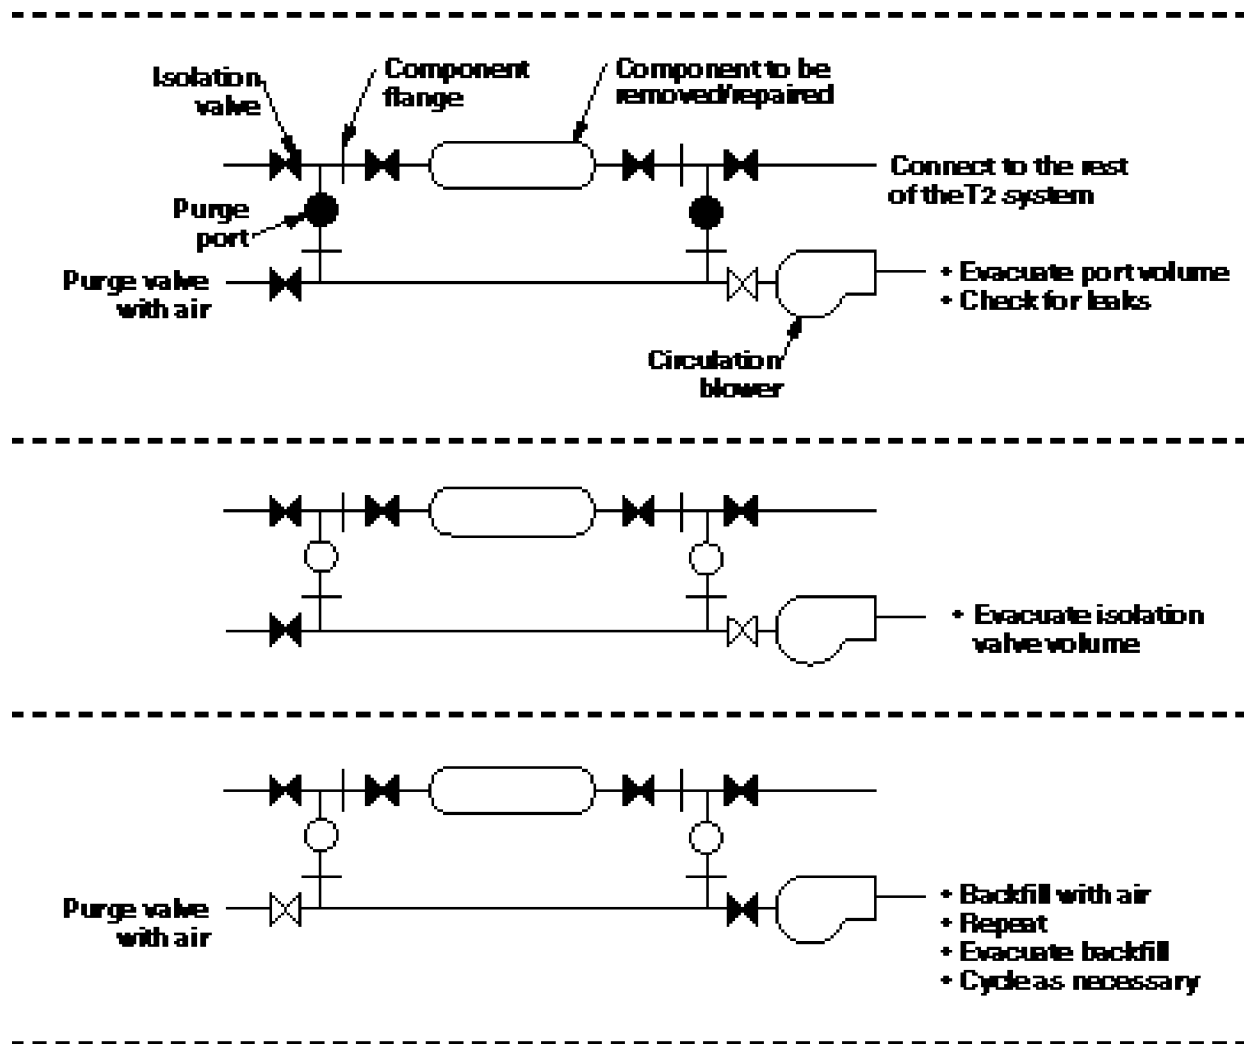 Isolation
valve
Component
flange
Component to be
removed/repaired
Connect to the rest
of the T2 system
Purge
port
Purge valve
with air
• Evacuate port volume
• Check for leaks
Circulation
blower
• Evacuate isolation
valve volume
Purge valve
with air
• Backfill with air
• Repeat
• Evacuate backfill
• Cycle as necessary